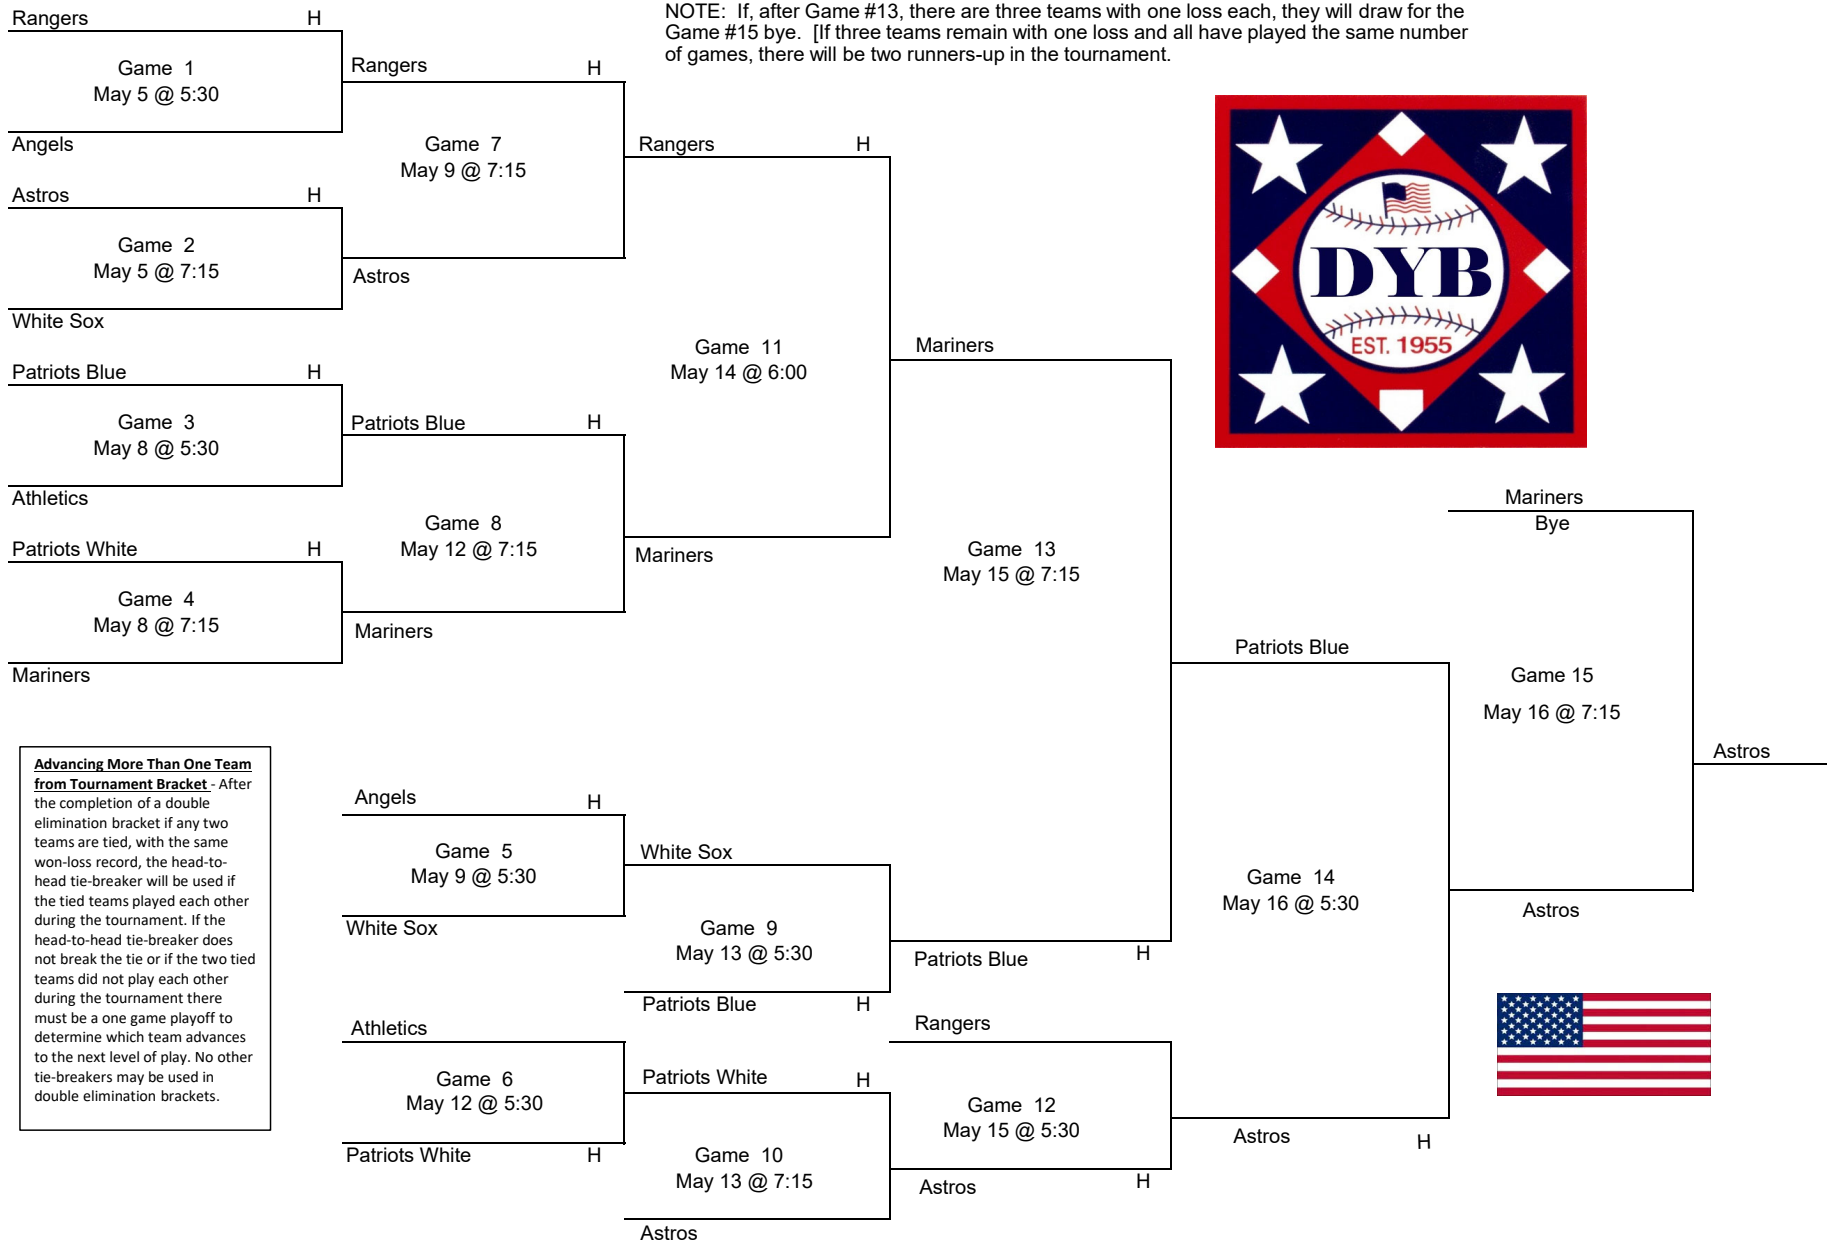 NOTE:  If, after Game #13, there are three teams with one loss each, they will draw for the
Game #15 bye.  [If three teams remain with one loss and all have played the same number
of games, there will be two runners-up in the tournament.
Rangers H
Game 1
May 5 @ 5:30
Angels
Astros H
Game 2
May 5 @ 7:15
White Sox
Patriots Blue H
Game 3
May 8 @ 5:30
Athletics
Patriots White H
Game 4
May 8 @ 7:15
Mariners
Rangers H
Game 7
May 9 @ 7:15
Astros
Patriots Blue H
Game 8
May 12 @ 7:15
Mariners
Rangers H
Game 11
May 14 @ 6:00
Mariners
Mariners
Game 13
May 15 @ 7:15
Patriots Blue H
DYB
EST. 1955
Mariners
Bye
Game 15
May 16 @ 7:15
Astros
Astros
Patriots Blue
Game 14
May 16 @ 5:30
Astros H
Advancing More Than One Team
from Tournament Bracket - After
the completion of a double
elimination bracket if any two
teams are tied, with the same
won-loss record, the head-to-
head tie-breaker will be used if
the tied teams played each other
during the tournament. If the
head-to-head tie-breaker does
not break the tie or if the two tied
teams did not play each other
during the tournament there
must be a one game playoff to
determine which team advances
to the next level of play. No other
tie-breakers may be used in
double elimination brackets.
Angels H
Game 5
May 9 @ 5:30
White Sox
Athletics
Game 6
May 12 @ 5:30
Patriots White H
White Sox
Game 9
May 13 @ 5:30
Patriots Blue H
Patriots White H
Game 10
May 13 @ 7:15
Astros
Rangers
Game 12
May 15 @ 5:30
Astros H